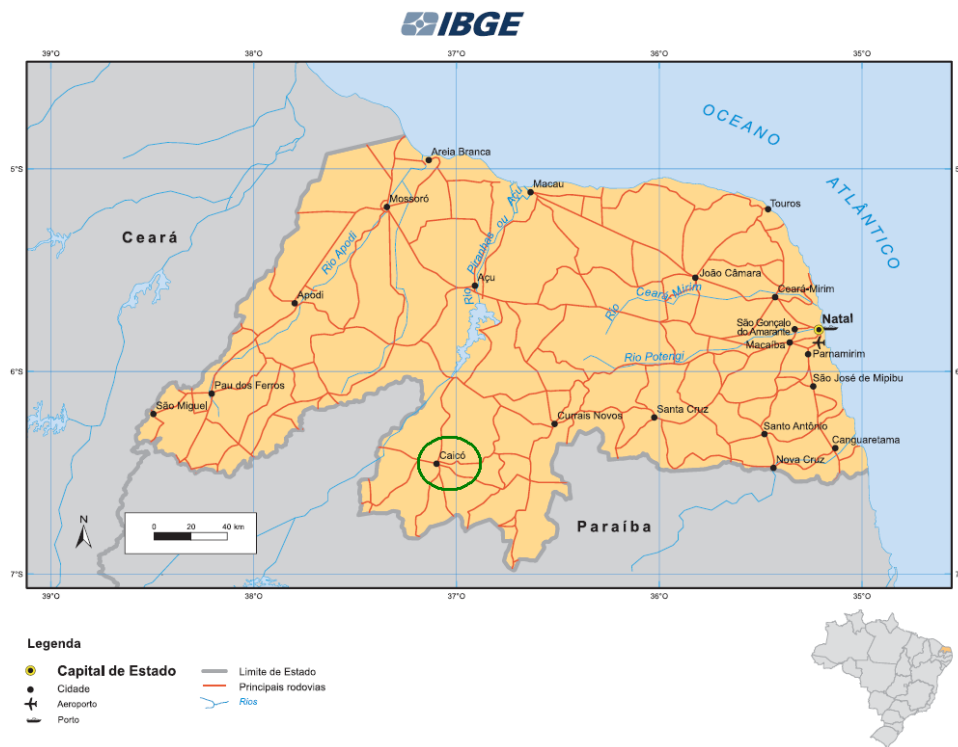 IBGE
39°O
38°O
37°O
36°O
35°O
OCEANO
ATLÂNTICO
Areia Branca
5°S
5
Macau
Mossoró
Touros
Ceará
Rio Apodi
Rio Piranhas ou Açu
João Câmara
Açu
Ceará-Mirim
Rio Ceará-Mirim
Apodi
Natal
São Gonçalo
do Amarante
Macaíba
Rio Potengi
Parnamirim
6°S
6
São José de Mipibu
Pau dos Ferros
São Miguel
Currais Novos
Santa Cruz
Santo Antônio
Canguaretama
Caicó
Nova Cruz
N
0 20 40 km
Paraíba
7°S
7
39°O
38°O
37°O
36°O
35°O
Legenda
Capital de Estado
Cidade
Aeroporto
Porto
Limite de Estado
Principais rodovias
Rios